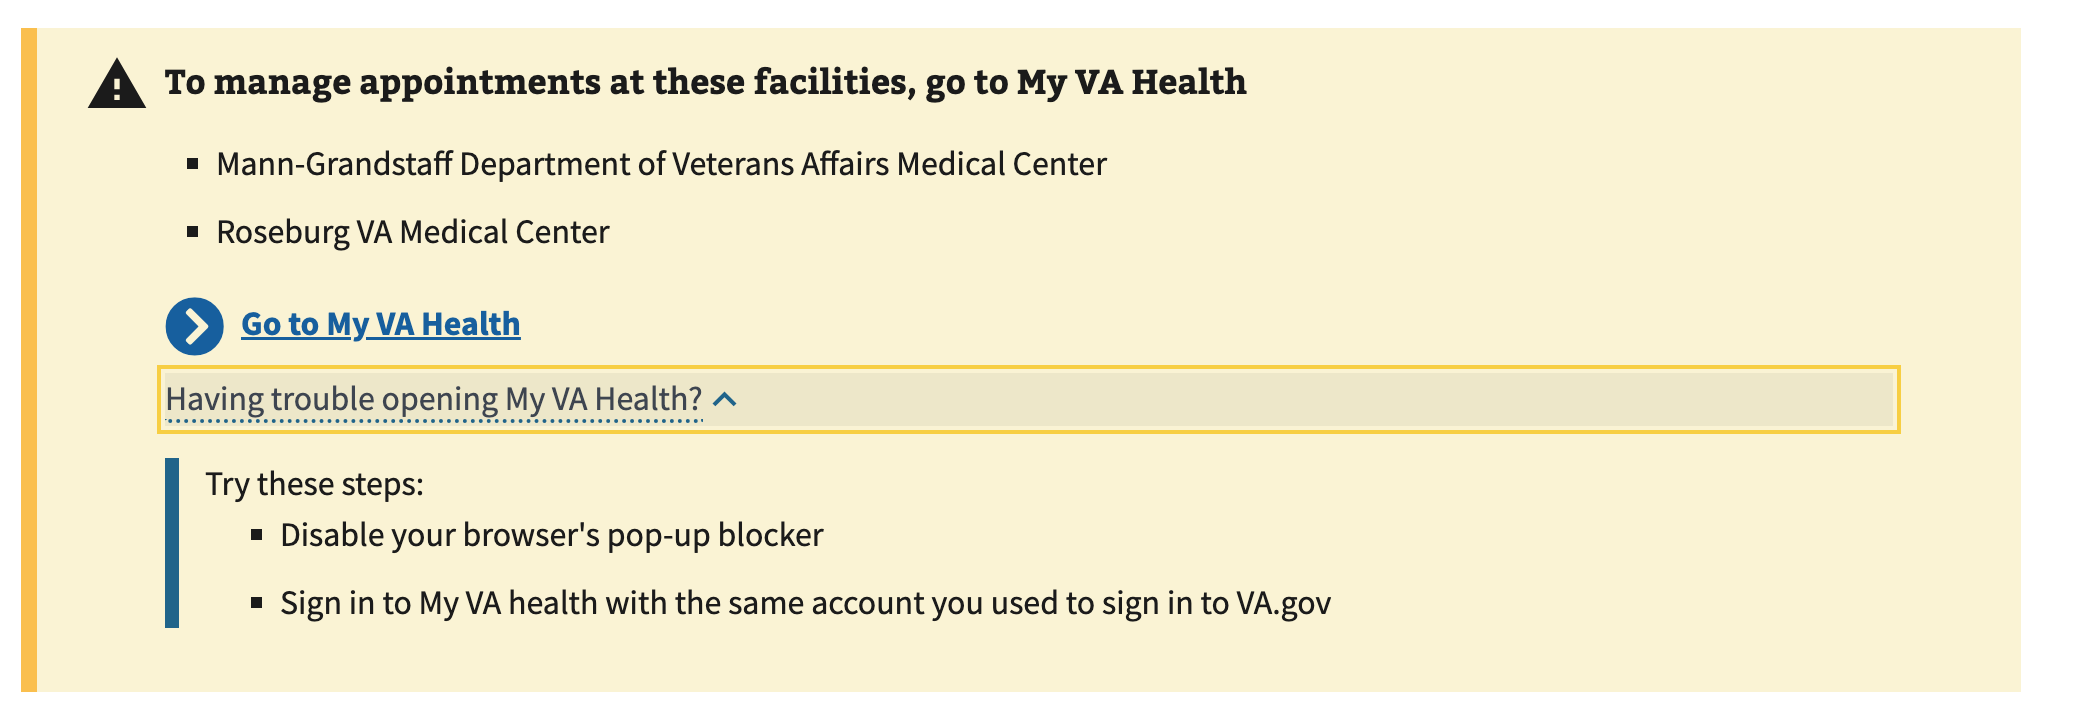 To manage appointments at these facilities, go to My VA Health
Mann-Grandstaff Department of Veterans Affairs Medical Center
Roseburg VA Medical Center
Go to My VA Health
Having trouble opening My VA Health?
Try these steps:
Disable your browser's pop-up blocker
Sign in to My VA health with the same account you used to sign in to VA.gov